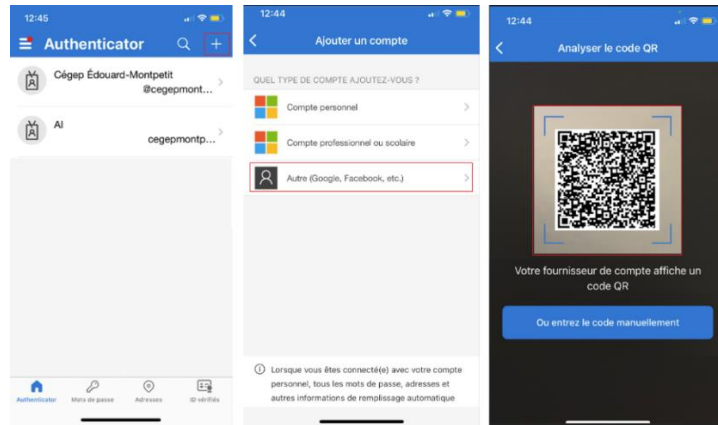 12:45
Authenticator
Cégep Édouard-Montpetit
@cegepmont...
AI
cegepmontp...
Authenticator
Mots de passe
Adresses
ID vérifiés
12:44
Ajouter un compte
QUEL TYPE DE COMPTE AJOUTEZ-VOUS ?
Compte personnel
Compte professionnel ou scolaire
Autre (Google, Facebook, etc.)
Lorsque vous êtes connecté(e) avec votre compte
personnel, tous les mots de passe, adresses et
autres informations de remplissage automatique
12:44
Analyser le code QR
Votre fournisseur de compte affiche un
code QR
Ou entrez le code manuellement